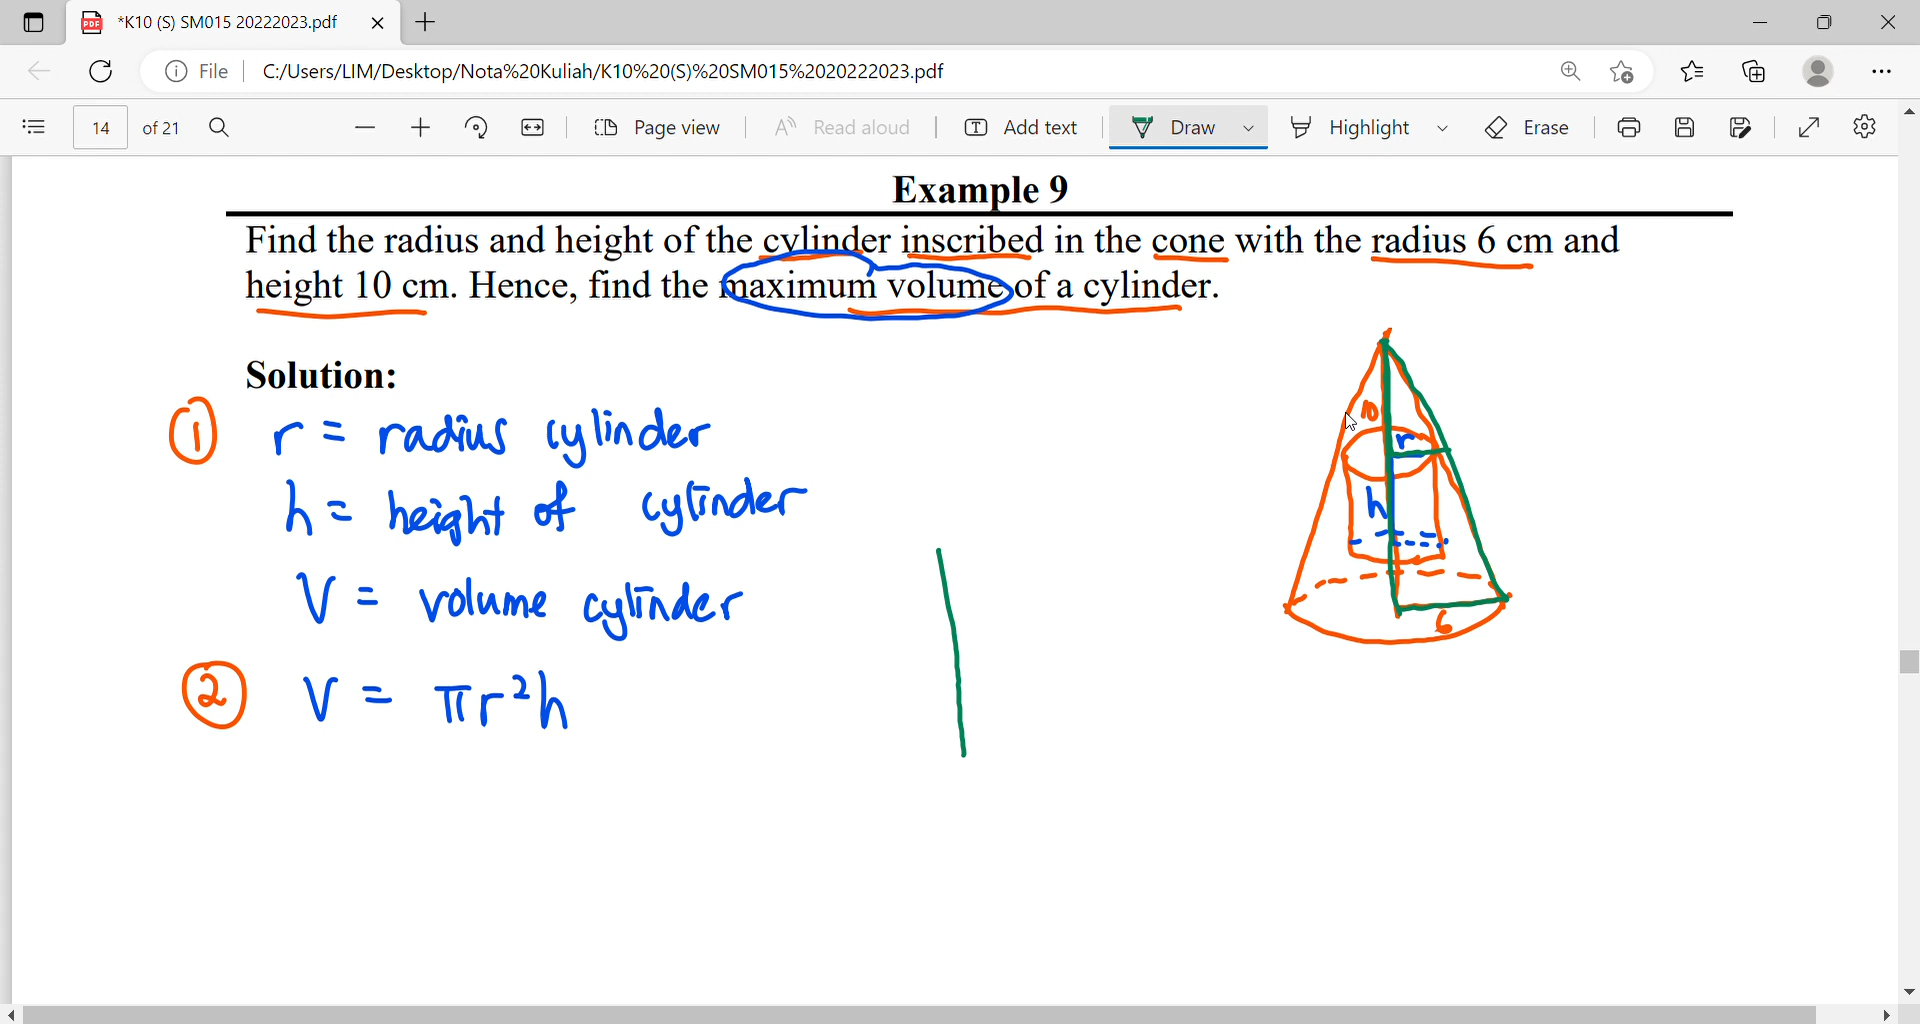 *K10 (S) SM015 20222023.pdf
File C:/Users/LIM/Desktop/Nota%20Kuliah/K10%20(S)%20SM015%2020222023.pdf
14 of 21 Page view Read aloud Add text Draw Highlight Erase
Example 9
Find the radius and height of the cylinder inscribed in the cone with the radius 6 cm and
height 10 cm. Hence, find the maximum volume of a cylinder.
Solution:
① r = radius cylinder
h = height of cylinder
V = volume cylinder
② V = πr²h
10
r
h
6